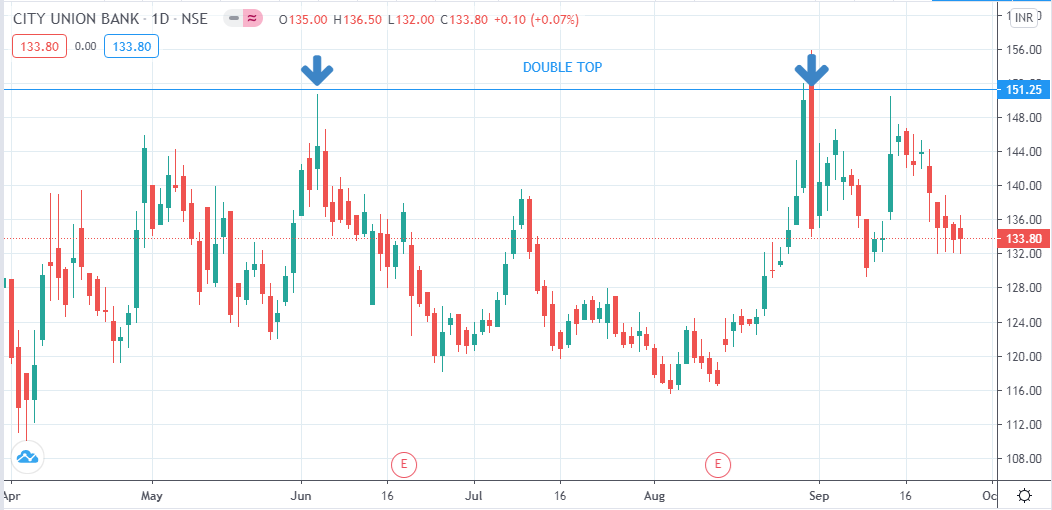 CITY UNION BANK · 1D · NSE O135.00 H136.50 L132.00 C133.80 +0.10 (+0.07%)
INR
133.80 0.00 133.80
DOUBLE TOP
156.00
151.25
148.00
144.00
140.00
136.00
133.80
132.00
128.00
124.00
120.00
116.00
112.00
108.00
E E
Apr May Jun 16 Jul 16 Aug Sep 16 Oc